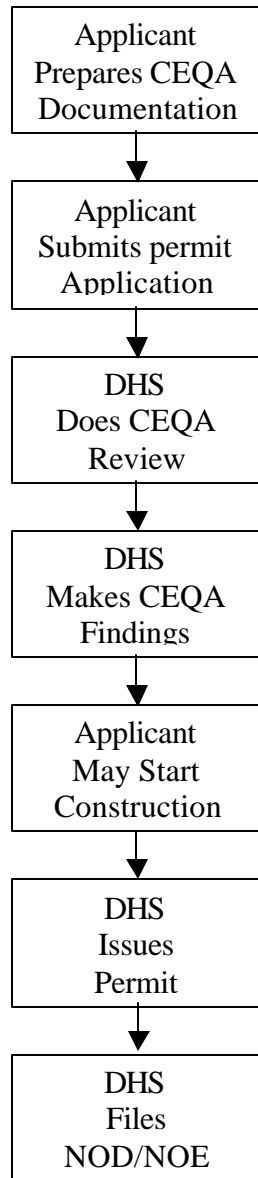 Applicant
Prepares CEQA
Documentation
Applicant
Submits permit
Application
DHS
Does CEQA
Review
DHS
Makes CEQA
Findings
Applicant
May Start
Construction
DHS
Issues
Permit
DHS
Files
NOD/NOE